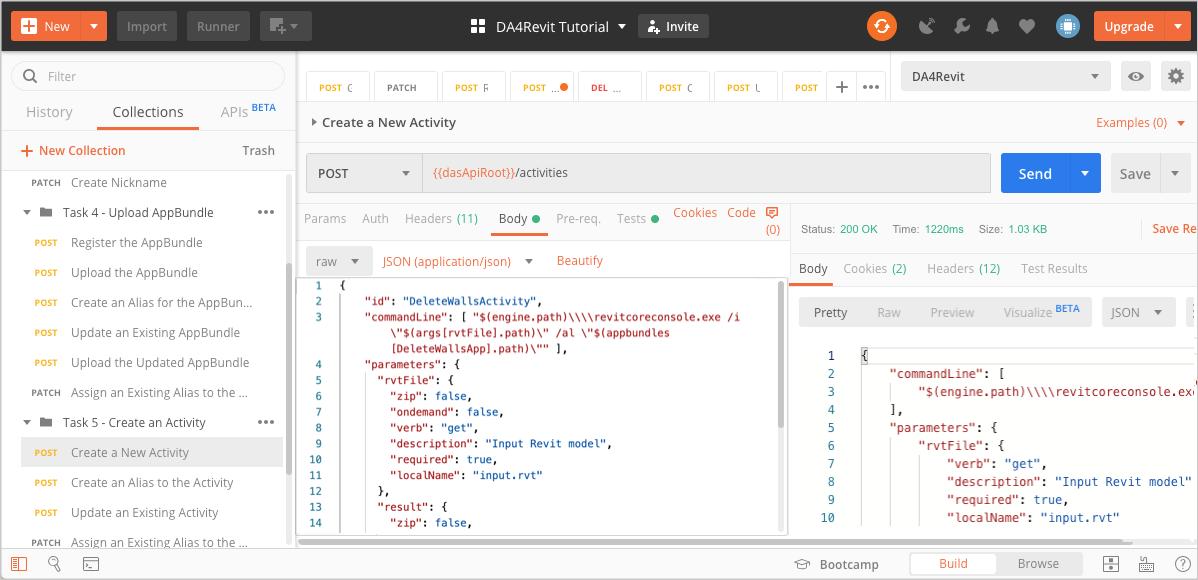 New
Import
Runner
DA4Revit Tutorial
Invite
Upgrade
Filter
History
Collections
APIs BETA
New Collection
Trash
PATCH Create Nickname
Task 4 - Upload AppBundle
POST Register the AppBundle
POST Upload the AppBundle
POST Create an Alias for the AppBun...
POST Update an Existing AppBundle
POST Upload the Updated AppBundle
PATCH Assign an Existing Alias to the ...
Task 5 - Create an Activity
POST Create a New Activity
POST Create an Alias to the Activity
POST Update an Existing Activity
PATCH Assign an Existing Alias to the ...
POST C
PATCH
POST R
POST ...
DEL ...
POST C
POST U
POST
DA4Revit
Create a New Activity
Examples (0)
POST
{{dasApiRoot}}/activities
Send
Save
Params
Auth
Headers (11)
Body
Pre-req.
Tests
Cookies
Code
(0)
raw
JSON (application/json)
Beautify
1 {
2 "id": "DeleteWallsActivity",
3 "commandLine": [ "$(engine.path)\\\\revitcoreconsole.exe /i
\"$(args[rvtFile].path)\" /al \"$(appbundles
[DeleteWallsApp].path)\"" ],
4 "parameters": {
5 "rvtFile": {
6 "zip": false,
7 "ondemand": false,
8 "verb": "get",
9 "description": "Input Revit model",
10 "required": true,
11 "localName": "input.rvt"
12 },
13 "result": {
14 "zip": false,
Status: 200 OK
Time: 1220ms
Size: 1.03 KB
Save Re
Body
Cookies (2)
Headers (12)
Test Results
Pretty
Raw
Preview
Visualize BETA
JSON
1 {
2 "commandLine": [
3 "$(engine.path)\\\\revitcoreconsole.exe
4 ],
5 "parameters": {
6 "rvtFile": {
7 "verb": "get",
8 "description": "Input Revit model"
9 "required": true,
10 "localName": "input.rvt"
Bootcamp
Build
Browse